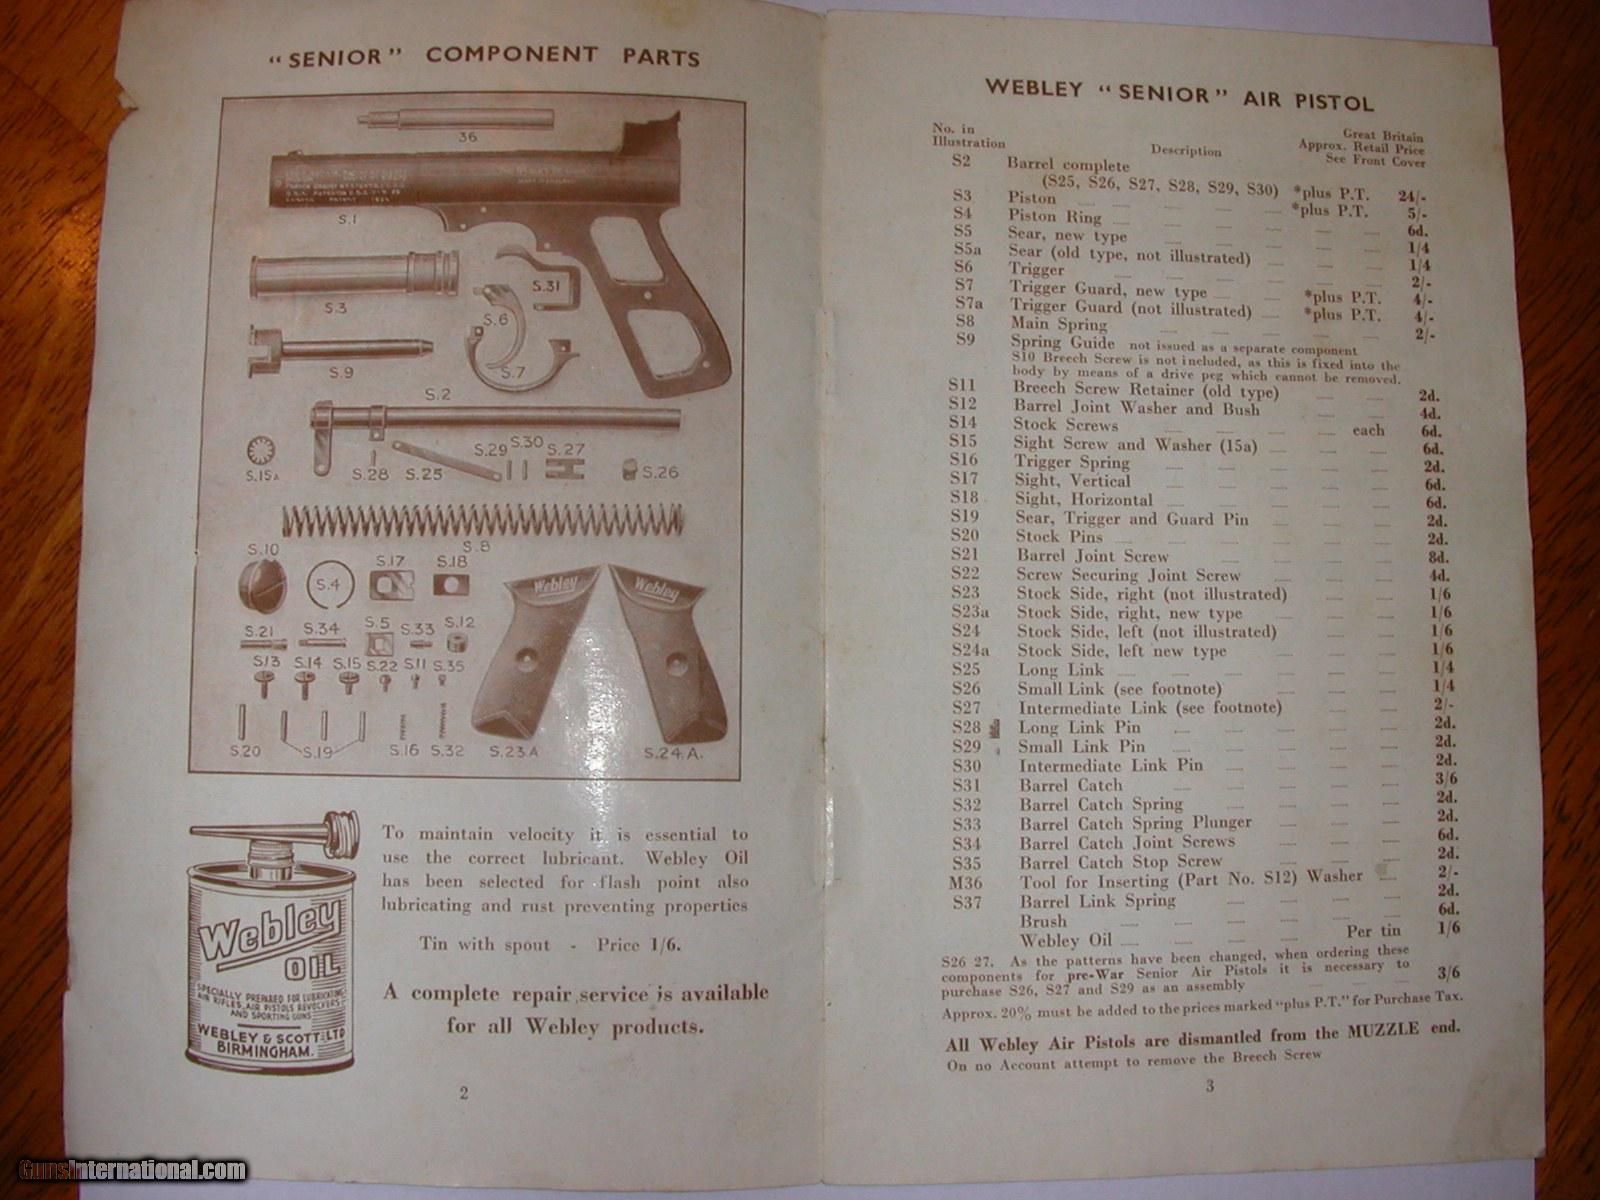 "SENIOR" COMPONENT PARTS
36
S.1
S.3
S.31
S.6
S.7
S.9
S.2
S.15A
S.28
S.25
S.29
S.30
S.27
S.26
S.8
S.10
S.4
S.17
S.18
Webley
Webley
S.21
S.34
S.5
S.33
S.12
S.13
S.14
S.15
S.22
S.11
S.35
S.20
S.19
S.16
S.32
S.23.A
S.24.A.
To maintain velocity it is essential to
use the correct lubricant. Webley Oil
has been selected for flash point also
lubricating and rust preventing properties
Tin with spout - Price 1/6.
A complete repair service is available
for all Webley products.
Webley
OIL
SPECIALLY PREPARED FOR LUBRICATING
AIR RIFLES, AIR PISTOLS REVOLVERS
AND SPORTING GUNS
WEBLEY & SCOTT LTD
BIRMINGHAM.
2
WEBLEY "SENIOR" AIR PISTOL
No. in Illustration Description Great Britain Approx. Retail Price See Front Cover
S2 Barrel complete
(S25, S26, S27, S28, S29, S30) *plus P.T. 24/-
S3 Piston *plus P.T. 5/-
S4 Piston Ring 6d.
S5 Sear, new type 1/4
S5a Sear (old type, not illustrated) 1/4
S6 Trigger 2/-
S7 Trigger Guard, new type *plus P.T. 4/-
S7a Trigger Guard (not illustrated) *plus P.T. 4/-
S8 Main Spring 2/-
S9 Spring Guide not issued as a separate component
S10 Breech Screw is not included, as this is fixed into the
body by means of a drive peg which cannot be removed.
S11 Breech Screw Retainer (old type) 2d.
S12 Barrel Joint Washer and Bush 4d.
S14 Stock Screws each 6d.
S15 Sight Screw and Washer (15a) 6d.
S16 Trigger Spring 2d.
S17 Sight, Vertical 6d.
S18 Sight, Horizontal 6d.
S19 Sear, Trigger and Guard Pin 2d.
S20 Stock Pins 2d.
S21 Barrel Joint Screw 8d.
S22 Screw Securing Joint Screw 4d.
S23 Stock Side, right (not illustrated) 1/6
S23a Stock Side, right, new type 1/6
S24 Stock Side, left (not illustrated) 1/6
S24a Stock Side, left new type 1/6
S25 Long Link 1/4
S26 Small Link (see footnote) 1/4
S27 Intermediate Link (see footnote) 2/-
S28 Long Link Pin 2d.
S29 Small Link Pin 2d.
S30 Intermediate Link Pin 2d.
S31 Barrel Catch 3/6
S32 Barrel Catch Spring 2d.
S33 Barrel Catch Spring Plunger 2d.
S34 Barrel Catch Joint Screws 6d.
S35 Barrel Catch Stop Screw 2d.
M36 Tool for Inserting (Part No. S12) Washer 2/-
S37 Barrel Link Spring 2d.
Brush 6d.
Webley Oil Per tin 1/6
S26 27. As the patterns have been changed, when ordering these
components for pre-War Senior Air Pistols it is necessary to
purchase S26, S27 and S29 as an assembly 3/6
Approx. 20% must be added to the prices marked "plus P.T." for Purchase Tax.
All Webley Air Pistols are dismantled from the MUZZLE end.
On no Account attempt to remove the Breech Screw
3
GunsInternational.com